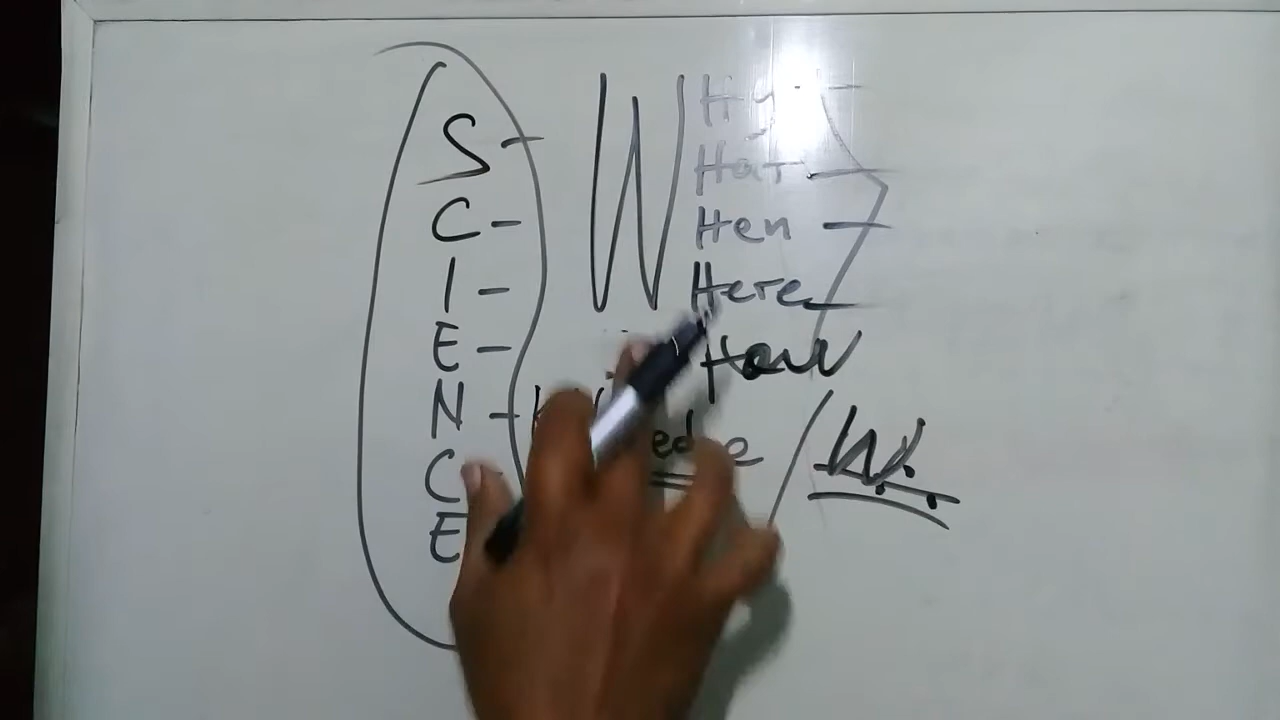 S - W Hy -
C - Hat -
I - Hen -
E - Here -
N - How
C
E